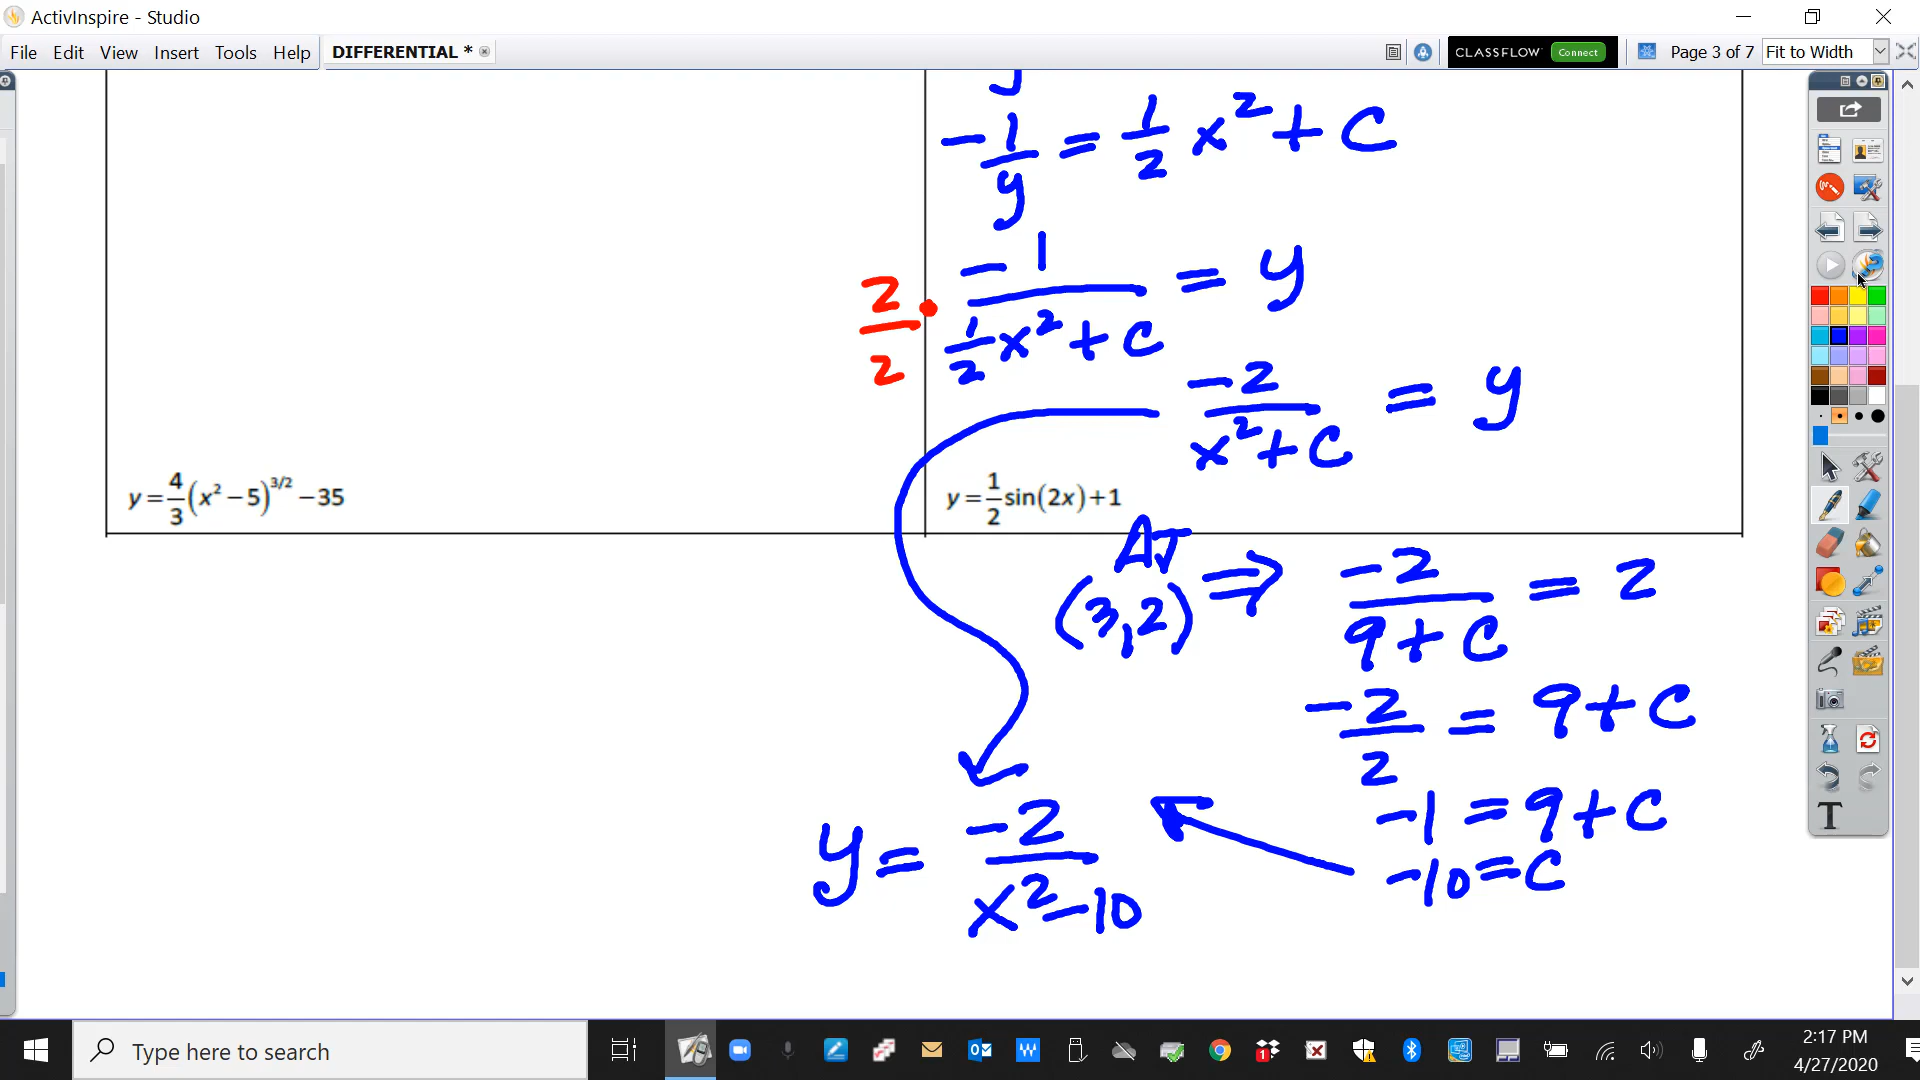 ActivInspire - Studio
File Edit View Insert Tools Help DIFFERENTIAL * CLASSFLOW Connect Page 3 of 7 Fit to Width
y
-1/y = 1/2 x² + C
2/2 · -1/(1/2 x² + C) = y
-2/(x² + C) = y
y = 4/3 (x² – 5)^3/2 – 35
y = 1/2 sin(2x) + 1
AT
(3,2) ⇒ -2/(9 + C) = 2
-2/2 = 9 + C
-1 = 9 + C
-10 = C
y = -2/(x² - 10)
T
Type here to search
W
1
2:17 PM
4/27/2020